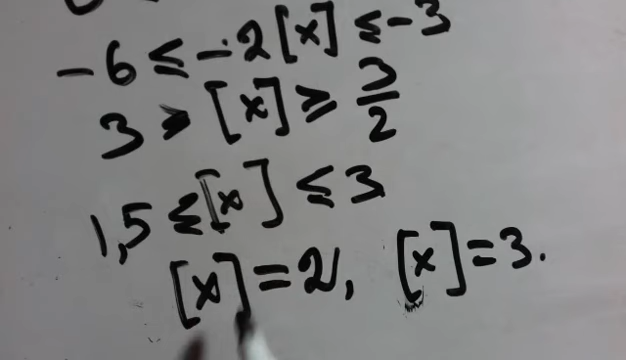 -6 ≤ -2[x] ≤ -3
3 ≥ [x] ≥ 3/2
1,5 ≤ [x] ≤ 3
[x] = 2, [x] = 3.